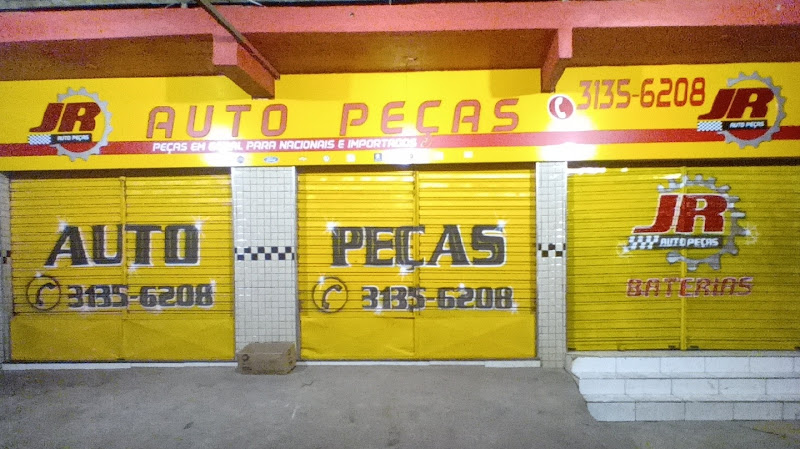 JR
AUTO PEÇAS
AUTO PEÇAS
3135-6208
JR
AUTO PEÇAS
PEÇAS EM GERAL PARA NACIONAIS E IMPORTADOS
AUTO
3135-6208
PEÇAS
3135-6208
JR
AUTO PEÇAS
BATERIAS